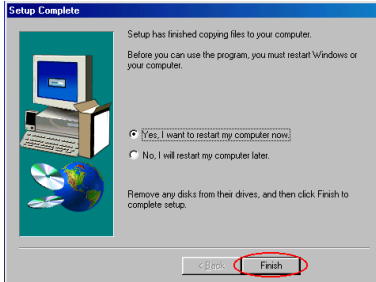 Setup Complete
Setup has finished copying files to your computer.
Before you can use the program, you must restart Windows or
your computer.
Yes, I want to restart my computer now.
No, I will restart my computer later.
Remove any disks from their drives, and then click Finish to
complete setup.
< Back
Finish